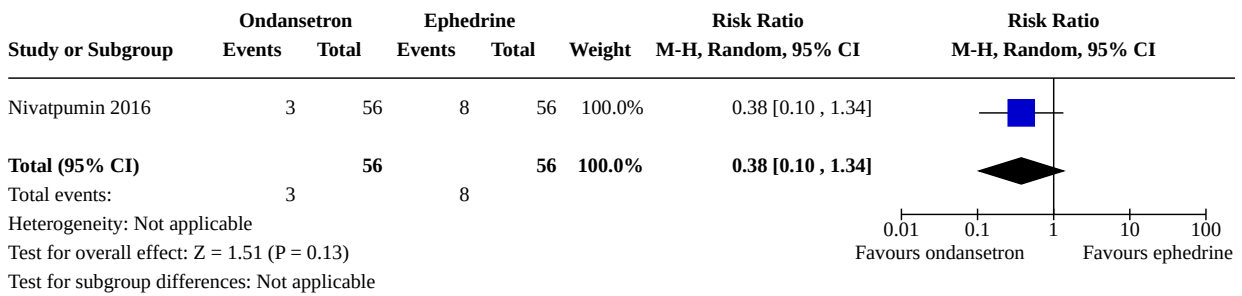 Ondansetron Ephedrine Risk Ratio Risk Ratio
Study or Subgroup Events Total Events Total Weight M-H, Random, 95% CI M-H, Random, 95% CI
Nivatpumin 2016 3 56 8 56 100.0% 0.38 [0.10 , 1.34]
Total (95% CI) 56 56 100.0% 0.38 [0.10 , 1.34]
Total events: 3 8
Heterogeneity: Not applicable
0.01 0.1 1 10 100
Test for overall effect: Z = 1.51 (P = 0.13)
Favours ondansetron Favours ephedrine
Test for subgroup differences: Not applicable